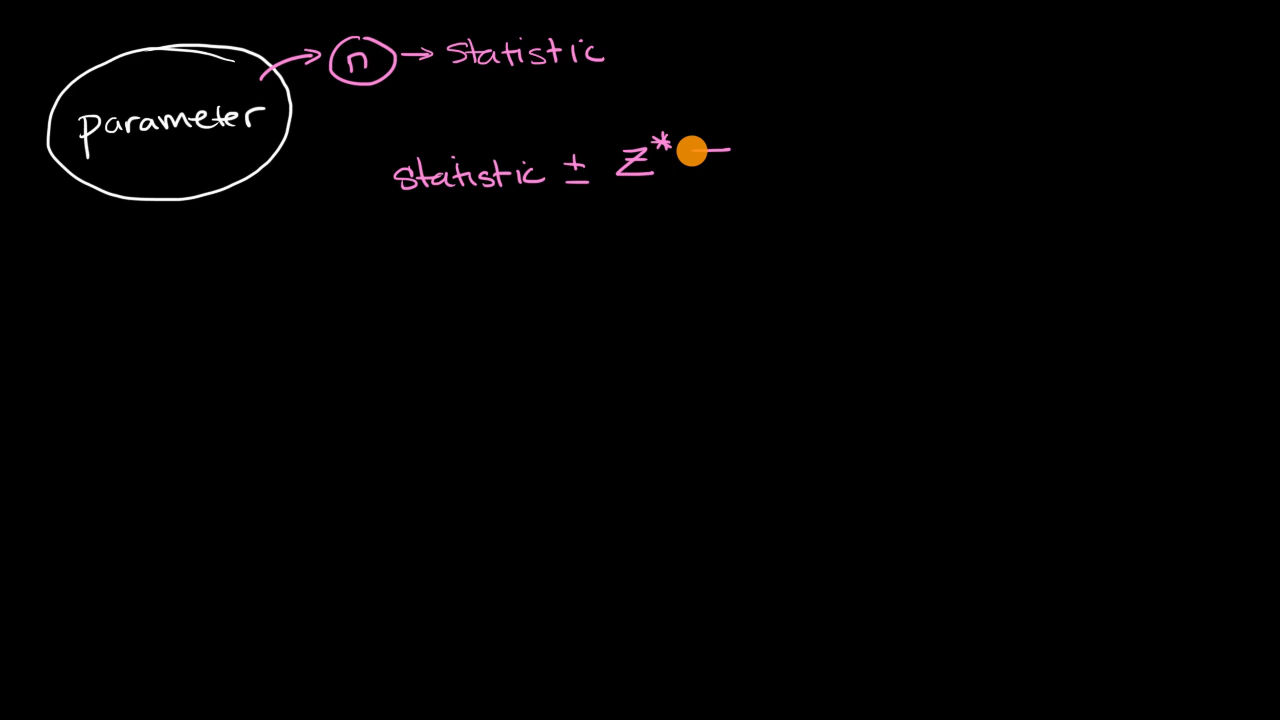 parameter → n → statistic
statistic ± z* —